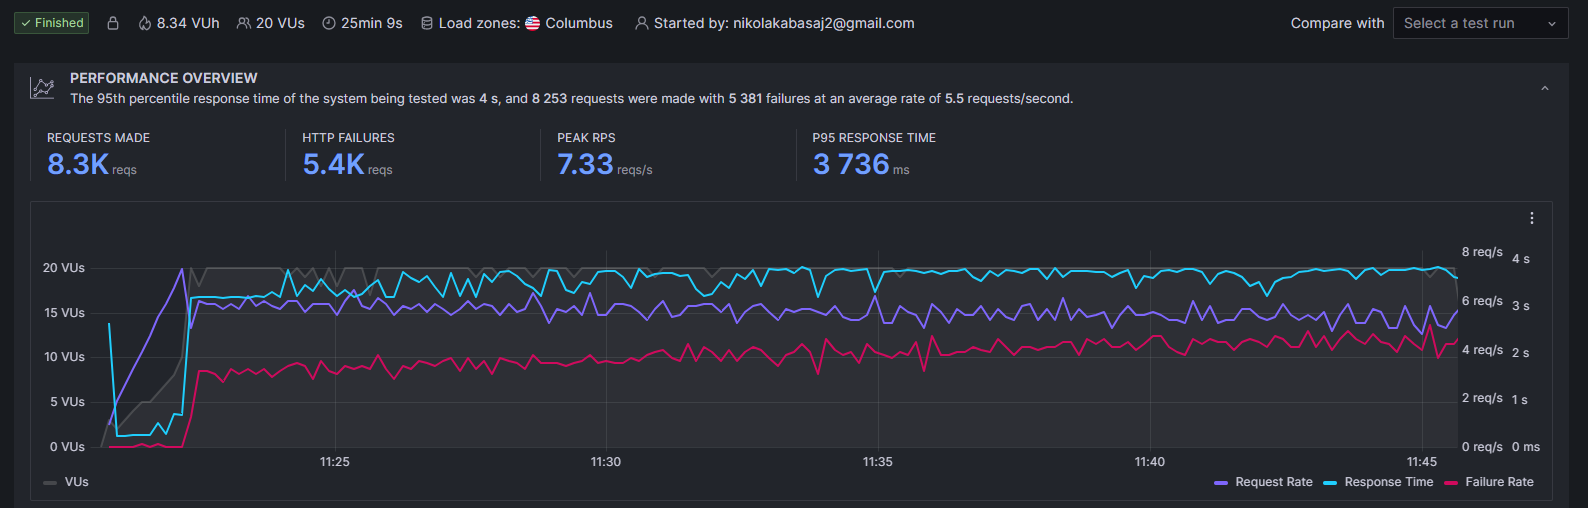 Finished 8.34 VUh 20 VUs 25min 9s Load zones: Columbus Started by: nikolakabasaj2@gmail.com Compare with Select a test run
PERFORMANCE OVERVIEW
The 95th percentile response time of the system being tested was 4 s, and 8 253 requests were made with 5 381 failures at an average rate of 5.5 requests/second.
REQUESTS MADE HTTP FAILURES PEAK RPS P95 RESPONSE TIME
8.3K reqs 5.4K reqs 7.33 reqs/s 3 736 ms
8 req/s 4 s
20 VUs
6 req/s 3 s
15 VUs
4 req/s 2 s
10 VUs
2 req/s 1 s
5 VUs
0 VUs 0 req/s 0 ms
11:25 11:30 11:35 11:40 11:45
VUs Request Rate Response Time Failure Rate